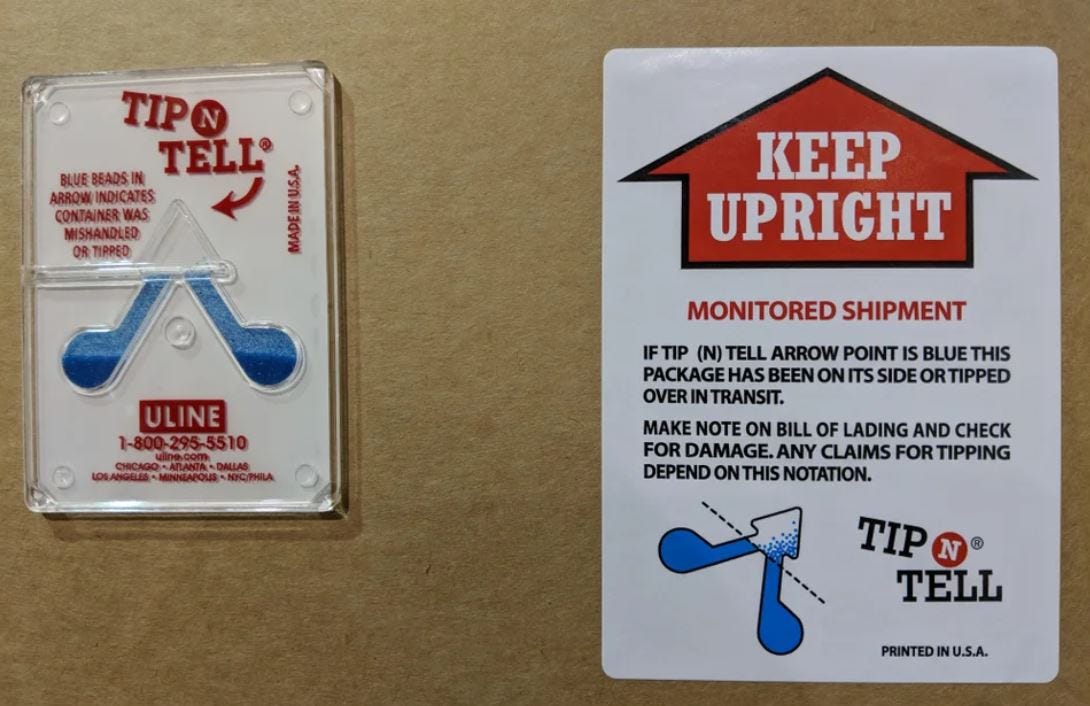 TIP N
TELL®
BLUE BEADS IN
ARROW INDICATES
CONTAINER WAS
MISHANDLED
OR TIPPED
MADE IN U.S.A.
ULINE
1-800-295-5510
uline.com
CHICAGO • ATLANTA • DALLAS
LOS ANGELES • MINNEAPOLIS • NYC/PHILA
KEEP
UPRIGHT
MONITORED SHIPMENT
IF TIP (N) TELL ARROW POINT IS BLUE THIS
PACKAGE HAS BEEN ON ITS SIDE OR TIPPED
OVER IN TRANSIT.
MAKE NOTE ON BILL OF LADING AND CHECK
FOR DAMAGE. ANY CLAIMS FOR TIPPING
DEPEND ON THIS NOTATION.
TIP N®
TELL
PRINTED IN U.S.A.